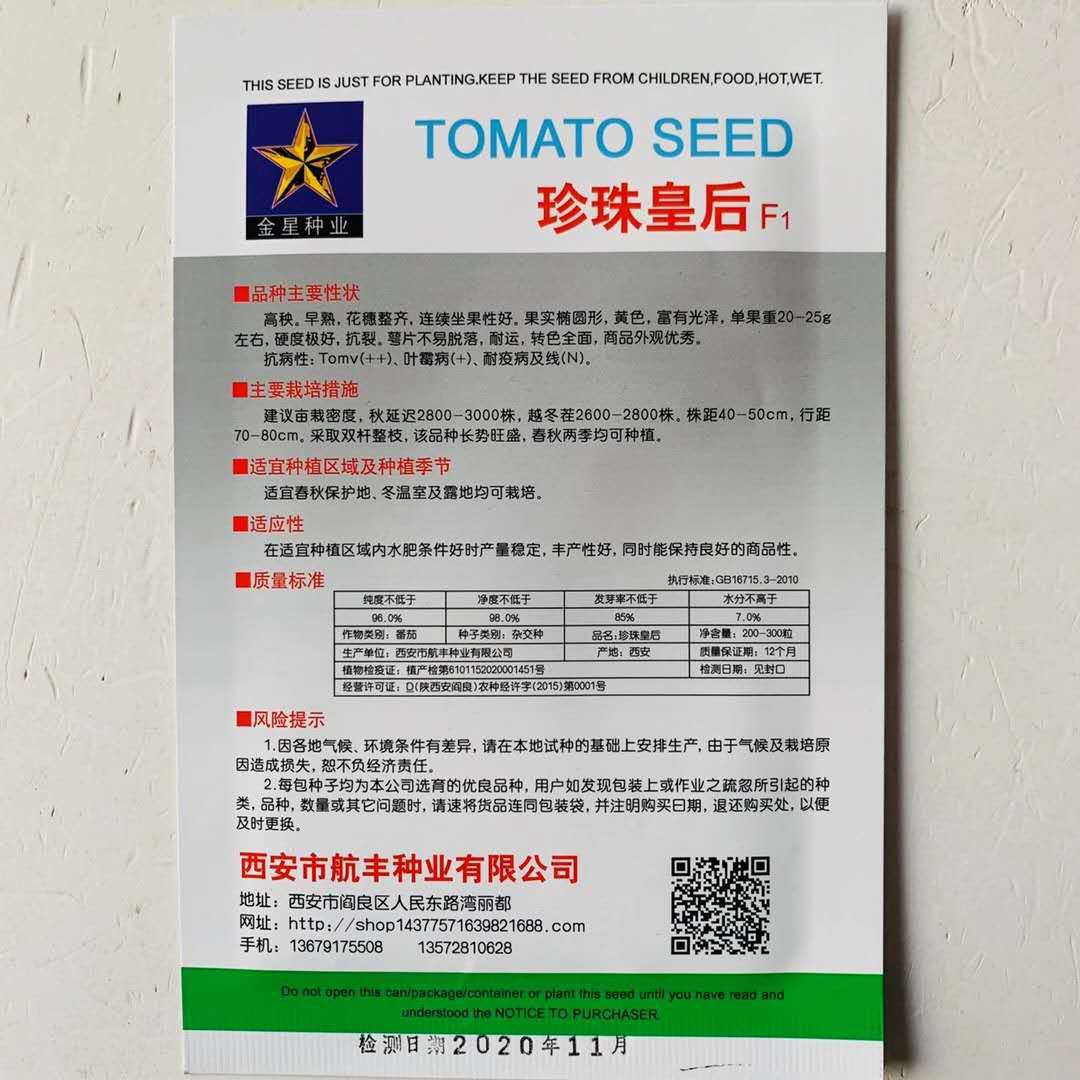 THIS SEED IS JUST FOR PLANTING.KEEP THE SEED FROM CHILDREN,FOOD,HOT,WET.
金星种业
TOMATO SEED
珍珠皇后 F1
■品种主要性状
高秧。早熟，花穗整齐，连续坐果性好。果实椭圆形，黄色，富有光泽，单果重20-25g
左右，硬度极好，抗裂。萼片不易脱落，耐运，转色全面，商品外观优秀。
抗病性：Tomv(++)、叶霉病(+)、耐疫病及线(N)。
■主要栽培措施
建议亩栽密度，秋延迟2800-3000株，越冬茬2600-2800株。株距40-50cm，行距
70-80cm。采取双杆整枝，该品种长势旺盛，春秋两季均可种植。
■适宜种植区域及种植季节
适宜春秋保护地、冬温室及露地均可栽培。
■适应性
在适宜种植区域内水肥条件好时产量稳定，丰产性好，同时能保持良好的商品性。
■质量标准
执行标准：GB16715.3-2010
纯度不低于 净度不低于 发芽率不低于 水分不高于
96.0% 98.0% 85% 7.0%
作物类别：番茄 种子类别：杂交种 品名：珍珠皇后 净含量：200-300粒
生产单位：西安市航丰种业有限公司 产地：西安 质量保证期：12个月
植物检疫证：植产检第6101152020001451号 检测日期：见封口
经营许可证：D(陕西安阎良)农种经许字(2015)第0001号
■风险提示
1.因各地气候、环境条件有差异，请在本地试种的基础上安排生产，由于气候及栽培原
因造成损失，恕不负经济责任。
2.每包种子均为本公司选育的优良品种，用户如发现包装上或作业之疏忽所引起的种
类，品种，数量或其它问题时，请速将货品连同包装袋，并注明购买日期，退还购买处，以便
及时更换。
西安市航丰种业有限公司
地址：西安市阎良区人民东路湾丽都
网址：http://shop14377571639821688.com
手机：13679175508 13572810628
Do not open this can/package/container or plant this seed until you have read and
understood the NOTICE TO PURCHASER.
检测日期2020年11月